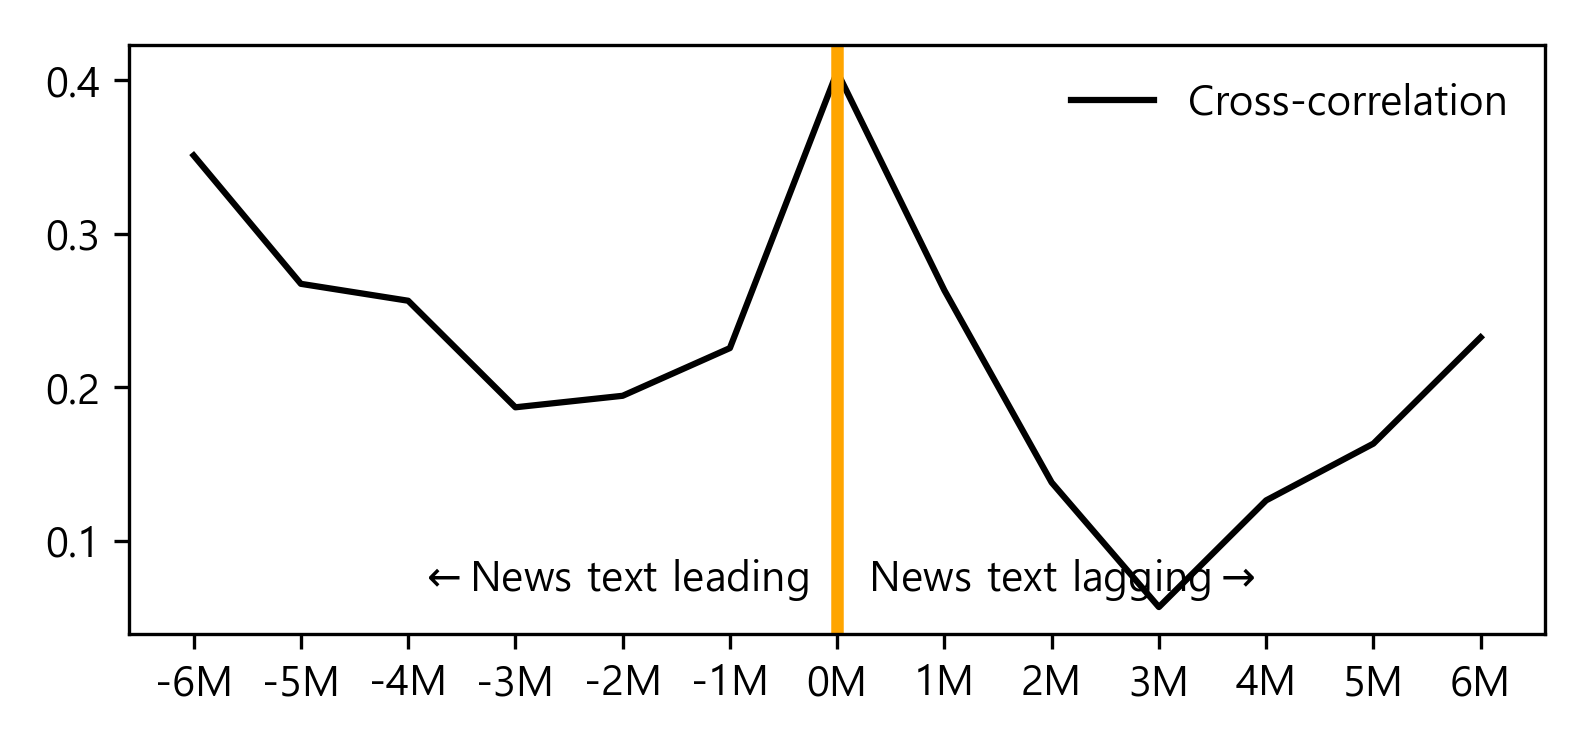 0.4
0.3
0.2
0.1
Cross-correlation
← News text leading
News text lagging →
-6M -5M -4M -3M -2M -1M 0M 1M 2M 3M 4M 5M 6M